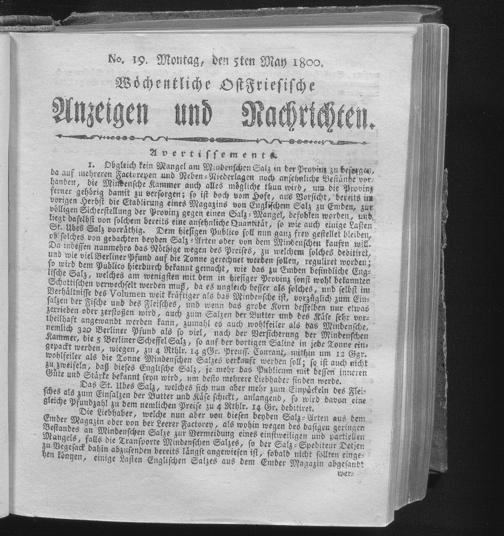 No. 19. Montag, den 5ten May 1800.
Wöchentliche OstFriesische
Anzeigen und Nachrichten.
Avertissements.
1. Obgleich kein Mangel am Mindenschen Salz in der Provinz zu besorgen,
da auf mehreren Factoreyen und Neben-Niederlagen noch ansehnliche Bestände vor-
handen, die Mindensche Kammer auch alles mögliche thun wird, um die Provinz
ferner gehörig damit zu versorgen; so ist doch vom Hofe, aus Vorsicht, bereits im
vorigen Herbst die Etablirung eines Magazins von Englischem Salz zu Emden, zur
völligen Sicherstellung der Provinz gegen einen Salz-Mangel, befohlen worden, und
liegt daselbst von solchem bereits eine ansehnliche Quantität, so wie auch einige Lasten
St. Ubes Salz vorräthig. Dem hiesigen Publico soll nun ganz frey gestellet bleiben,
ob solches von gedachten beyden Salz-Arten oder von dem Mindenschen kaufen will.
Da indessen nunmehro das Nöthige wegen des Preises, zu welchem solches debitiret,
und wie viel Berliner Pfund auf die Tonne gerechnet werden sollen, reguliret worden;
so wird dem Publico hierdurch bekannt gemacht, wie das zu Emden befindliche Eng-
lische Salz, welches am wenigsten mit dem in hiesiger Provinz sonst wohl bekannten
Schottischen verwechselt werden muß, da es ungleich besser als solches, und selbst im
Verhältnisse des Volumen weit kräftiger als das Mindensche ist, vorzüglich zum Ein-
salzen der Fische und des Fleisches, und wenn das grobe Korn desselben nur etwas
zerrieben oder zerstoßen wird, auch zum Salzen der Butter und des Käse sehr vor-
theilhaft angewandt werden kann, zumahl es auch wohlfeiler als das Mindensche,
nemlich 320 Berliner Pfund als so viel, nach der Versicherung der Mindenschen
Kammer, die 5 Berliner Scheffel Salz, so auf der dortigen Saline in jede Tonne ein-
gepackt werden, wiegen, zu 4 Rthlr. 14 gGr. Preuss. Courant, mithin um 12 Ggr.
wohlfeiler als die Tonne Mindenschen Salzes verkauft werden soll; so ist auch nicht
zu zweifeln, daß dieses Englische Salz, je mehr das Publicum mit dessen inneren
Güte und Stärke bekannt seyn wird, um desto mehrere Liebhaber finden werde.
Das St. Ubes Salz, welches sich nun aber mehr zum Einpäckeln des Flei-
sches als zum Einsalzen der Butter und Käse schickt, anlangend, so wird davon eine
gleiche Pfundzahl zu dem nemlichen Preise zu 4 Rthlr. 14 Gr. debitiret.
Die Liebhaber, welche nun aber von diesen beyden Salz-Arten aus dem
Emder Magazin oder von der Leerer Factorey, als wohin wegen des dasigen geringen
Bestandes an Mindenschen Salze zur Vermeidung eines einstweiligen und partiellen
Mangels, falls die Transporte Mindenschen Salzes, so der Salz-Spediteur Detjen
zu Vegesack dahin abzusenden bereits längst angewiesen ist, sobald nicht sollten einge-
hen können, einige Lasten Englischen Salzes aus dem Emder Magazin abgesandt
wer-